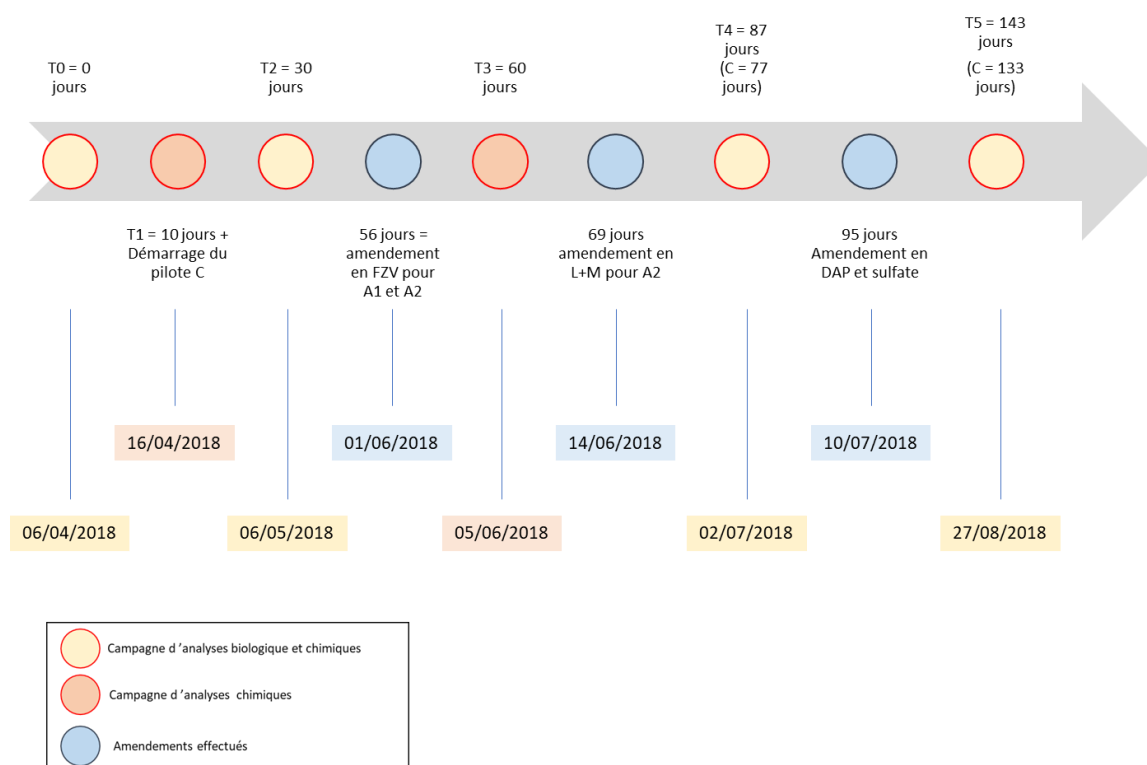 T0 = 0
jours
T2 = 30
jours
T3 = 60
jours
T4 = 87
jours
(C = 77
jours)
T5 = 143
jours
(C = 133
jours)
T1 = 10 jours +
Démarrage du
pilote C
56 jours =
amendement
en FZV pour
A1 et A2
69 jours
amendement en
L+M pour A2
95 jours
Amendement en
DAP et sulfate
16/04/2018
01/06/2018
14/06/2018
10/07/2018
06/04/2018
06/05/2018
05/06/2018
02/07/2018
27/08/2018
Campagne d ’analyses biologique et chimiques
Campagne d ’analyses chimiques
Amendements effectués